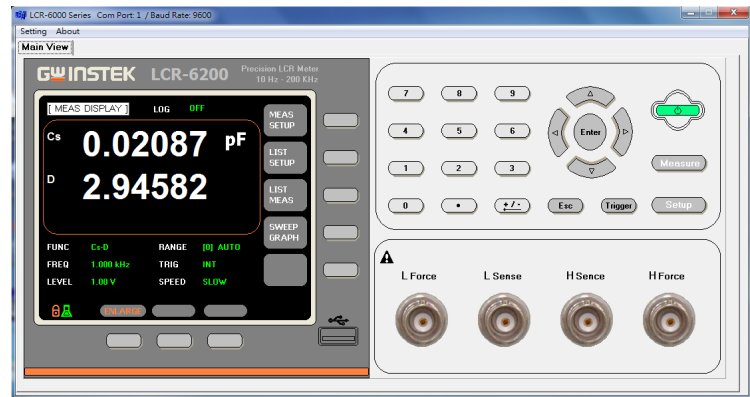 LCR-6000 Series Com Port: 1 / Baud Rate: 9600
Setting About
Main View
GW INSTEK LCR-6200 Precision LCR Meter
10 Hz - 200 KHz
[ MEAS DISPLAY ] LOG OFF
Cs 0.02087 pF
D 2.94582
MEAS
SETUP
LIST
SETUP
LIST
MEAS
SWEEP
GRAPH
FUNC Cs-D RANGE [0] AUTO
FREQ 1.000 kHz TRIG INT
LEVEL 1.00 V SPEED SLOW
ENLARGE
7 8 9
4 5 6 Enter
1 2 3 Measure
0 • + / - Esc Trigger Setup
L Force L Sense H Sence H Force